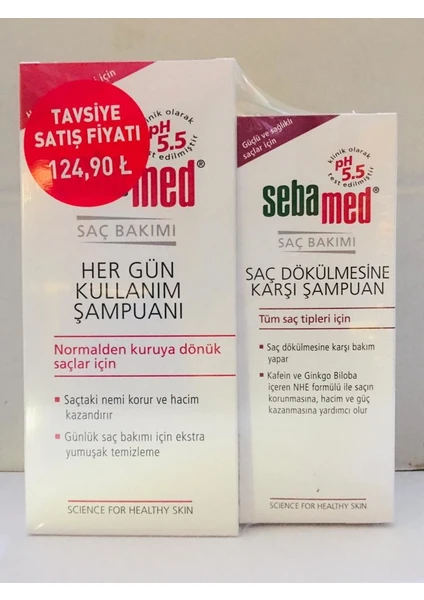 için
TAVSİYE
SATIŞ FİYATI
124,90 ₺
klinik olarak
pH
5.5
test edilmiştir
med®
SAÇ BAKIMI
HER GÜN
KULLANIM
ŞAMPUANI
Normalden kuruya dönük
saçlar için
Saçtaki nemi korur ve hacim
kazandırır
Günlük saç bakımı için ekstra
yumuşak temizleme
SCIENCE FOR HEALTHY SKIN
Güçlü ve sağlıklı
saçlar için
klinik olarak
pH
5.5
test edilmiştir
sebamed®
SAÇ BAKIMI
SAÇ DÖKÜLMESİNE
KARŞI ŞAMPUAN
Tüm saç tipleri için
Saç dökülmesine karşı bakım
yapar
Kafein ve Ginkgo Biloba
içeren NHE formülü ile saçın
korunmasına, hacim ve güç
kazanmasına yardımcı olur
SCIENCE FOR HEALTHY SKIN